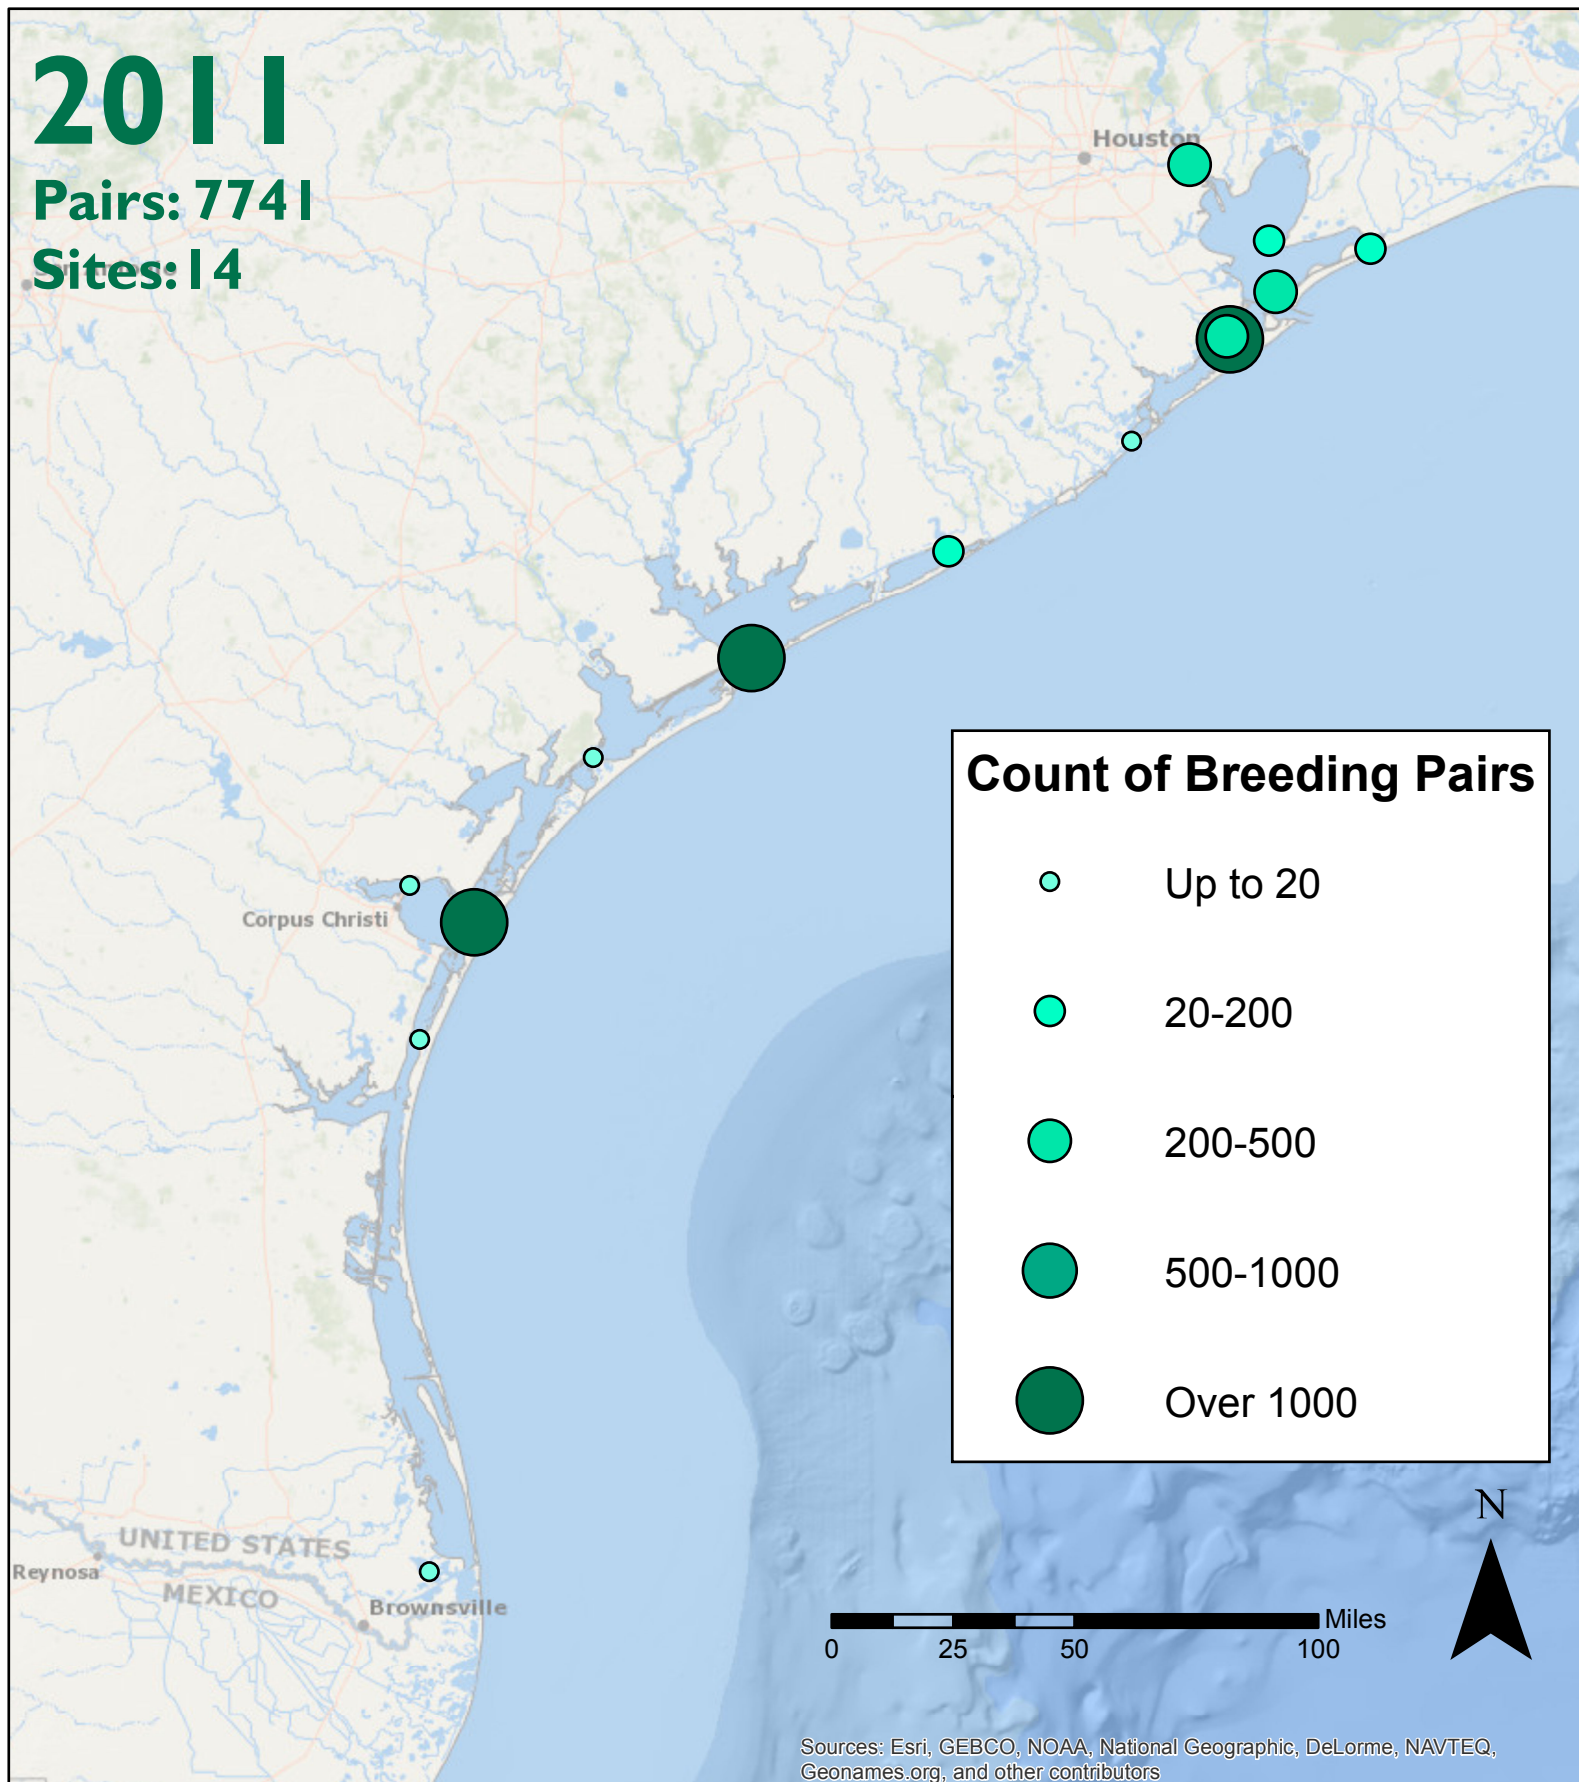 2011
Pairs: 7741
Sites:14
Houston
Corpus Christi
Count of Breeding Pairs
Up to 20
20-200
200-500
500-1000
Over 1000
UNITED STATES
MEXICO
Reynosa
Brownsville
N
Miles
0 25 50 100
Sources: Esri, GEBCO, NOAA, National Geographic, DeLorme, NAVTEQ,
Geonames.org, and other contributors